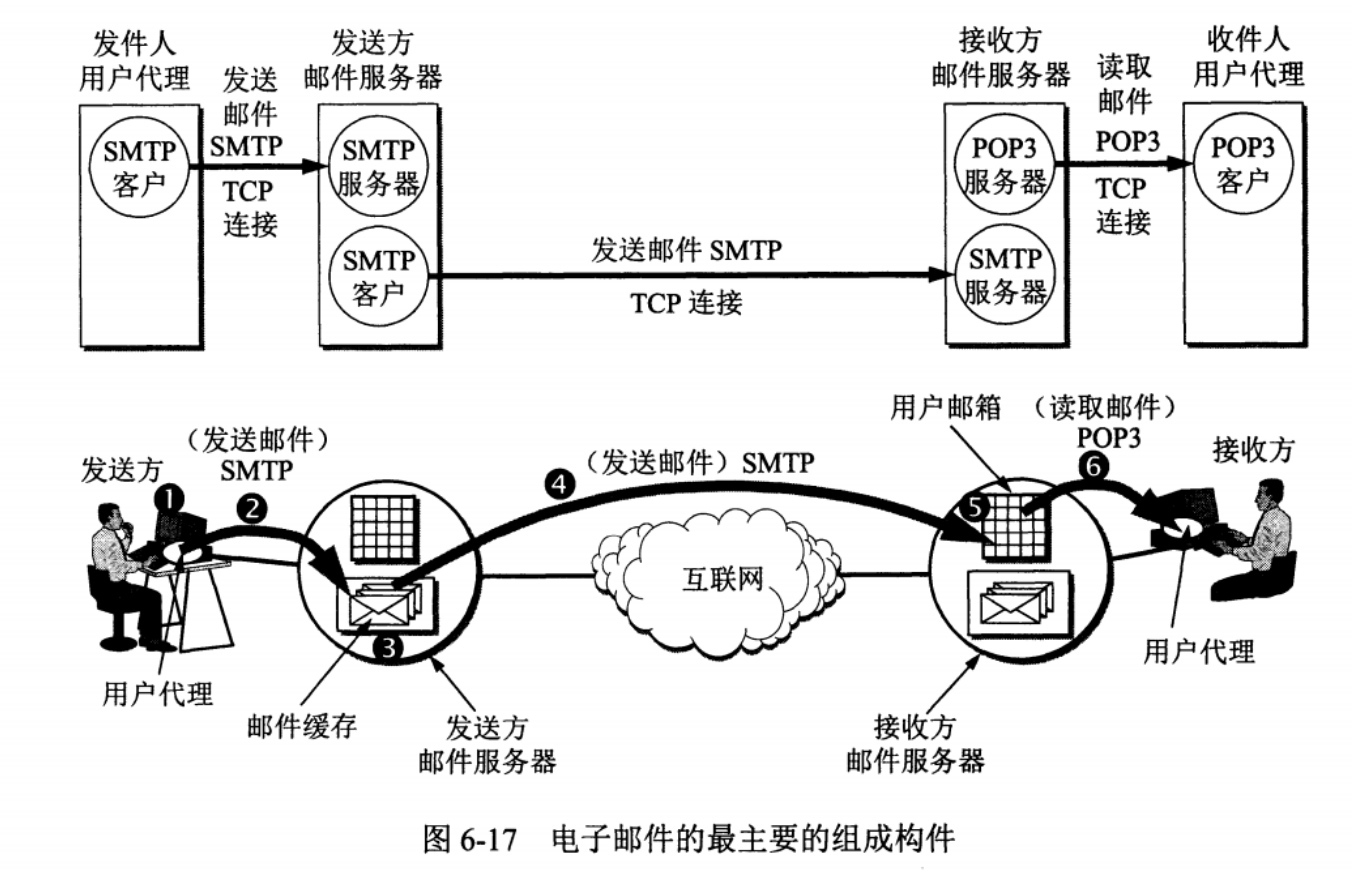 发件人
用户代理
发送
邮件
SMTP
TCP
连接
发送方
邮件服务器
接收方
邮件服务器
读取
邮件
POP3
TCP
连接
收件人
用户代理
SMTP
客户
SMTP
服务器
SMTP
客户
发送邮件 SMTP
TCP 连接
POP3
服务器
SMTP
服务器
POP3
客户
发送方
(发送邮件)
SMTP
(发送邮件) SMTP
用户邮箱
(读取邮件)
POP3
接收方
❶
❷
❸
❹
❺
❻
互联网
用户代理
邮件缓存
发送方
邮件服务器
接收方
邮件服务器
用户代理
图 6-17 电子邮件的最主要的组成构件